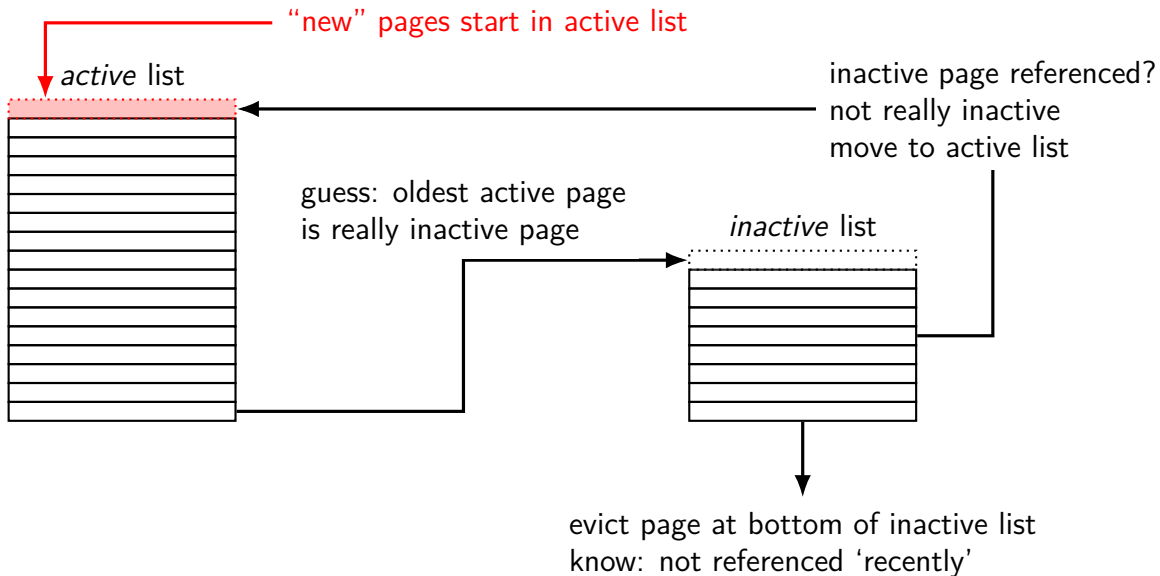 “new” pages start in active list
active list
inactive page referenced?
not really inactive
move to active list
guess: oldest active page
is really inactive page
inactive list
evict page at bottom of inactive list
know: not referenced ‘recently’